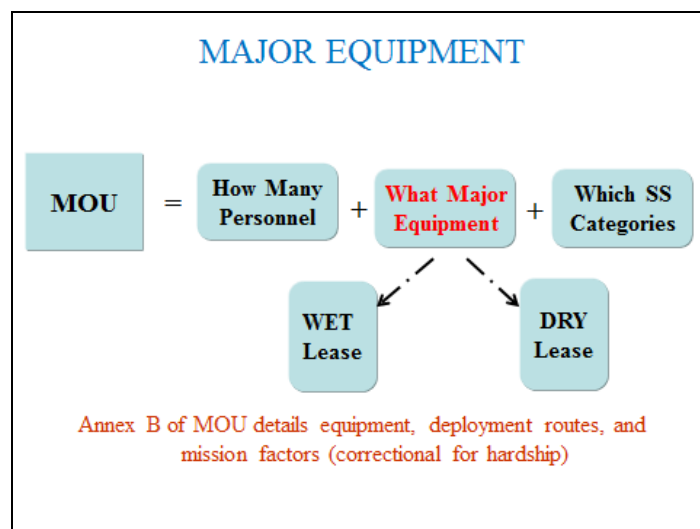 MAJOR EQUIPMENT
MOU
=
How Many
Personnel
+
What Major
Equipment
+
Which SS
Categories
WET
Lease
DRY
Lease
Annex B of MOU details equipment, deployment routes, and
mission factors (correctional for hardship)